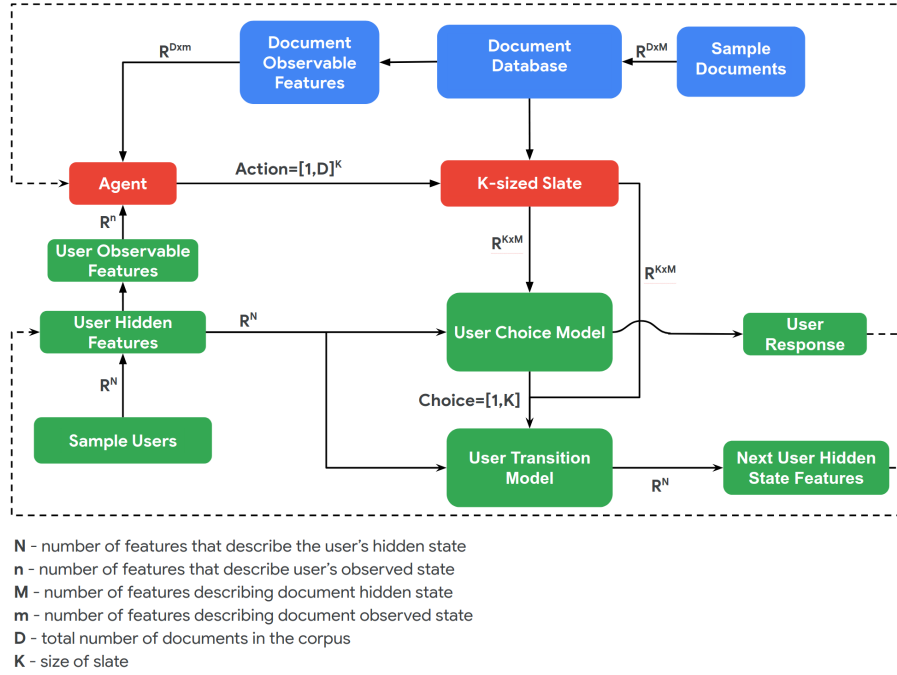 Document
Observable
Features
Document
Database
Sample
Documents
R^Dxm
R^DxM
Agent
Action=[1,D]^K
K-sized Slate
R^n
User Observable
Features
R^KxM
R^KxM
User Hidden
Features
R^N
User Choice Model
User
Response
R^N
Choice=[1,K]
Sample Users
User Transition
Model
R^N
Next User Hidden
State Features
N - number of features that describe the user's hidden state
n - number of features that describe user's observed state
M - number of features describing document hidden state
m - number of features describing document observed state
D - total number of documents in the corpus
K - size of slate